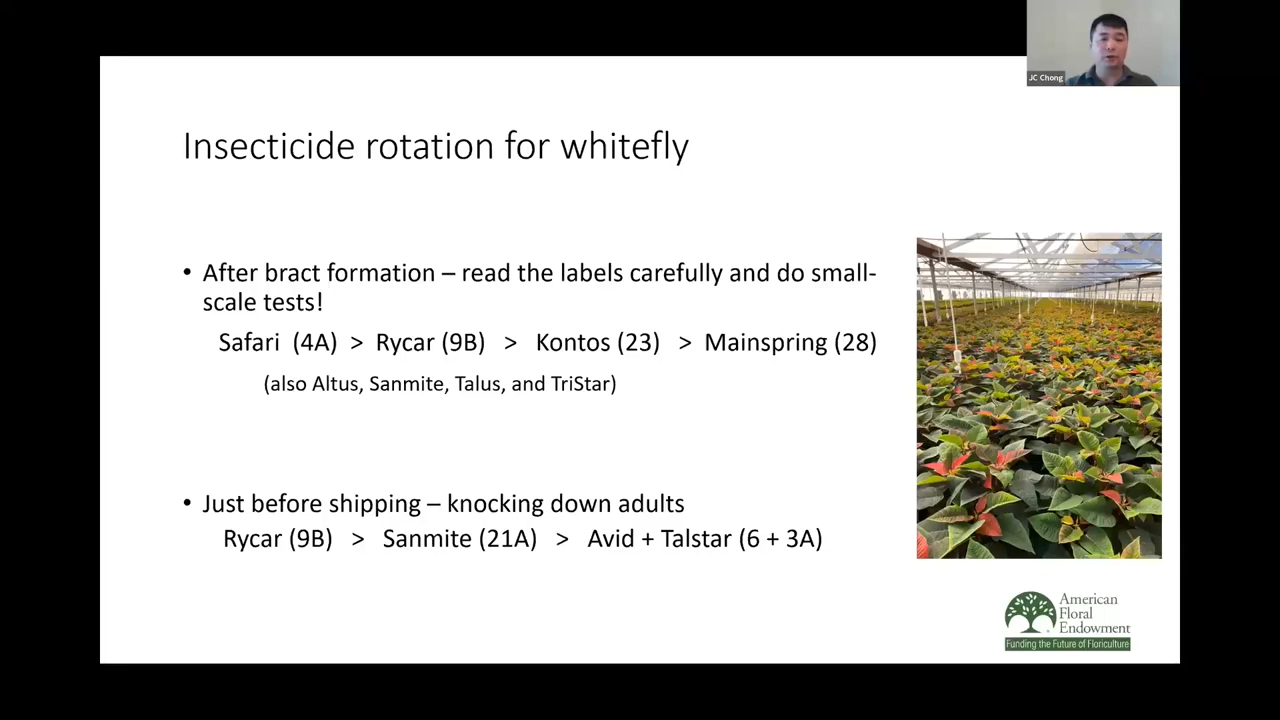 JC Chong
Insecticide rotation for whitefly
• After bract formation – read the labels carefully and do small-
scale tests!
Safari (4A) > Rycar (9B) > Kontos (23) > Mainspring (28)
(also Altus, Sanmite, Talus, and TriStar)
• Just before shipping – knocking down adults
Rycar (9B) > Sanmite (21A) > Avid + Talstar (6 + 3A)
American
Floral
Endowment
Funding the Future of Floriculture